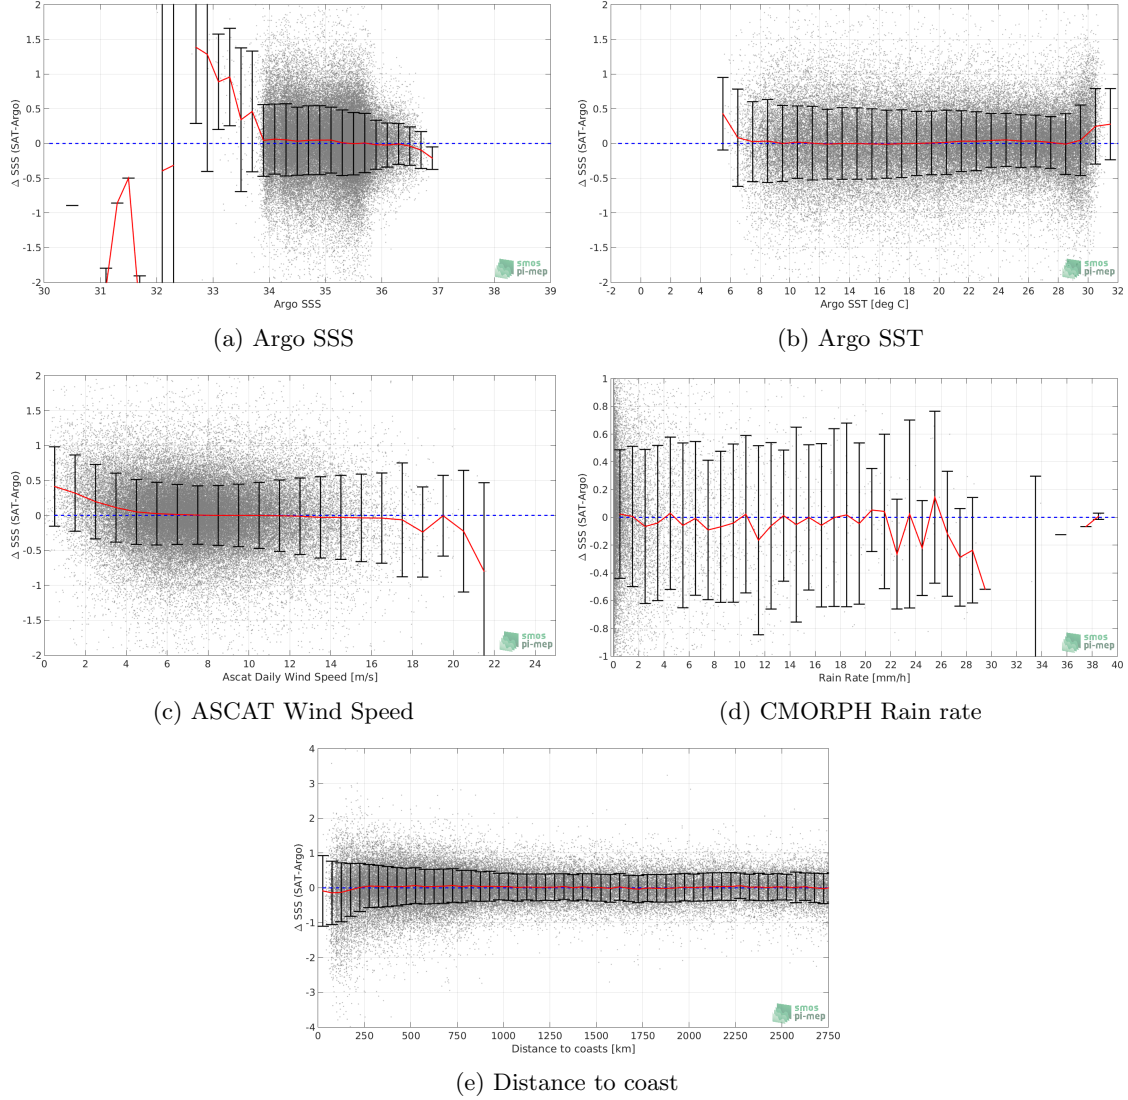 2
1.5
1
0.5
0
-0.5
-1
-1.5
-2
Δ SSS (SAT-Argo)
30 31 32 33 34 35 36 37 38 39
Argo SSS
smos
pi-mep
(a) Argo SSS
2
1.5
1
0.5
0
-0.5
-1
-1.5
-2
Δ SSS (SAT-Argo)
-2 0 2 4 6 8 10 12 14 16 18 20 22 24 26 28 30 32
Argo SST [deg C]
smos
pi-mep
(b) Argo SST
2
1.5
1
0.5
0
-0.5
-1
-1.5
-2
Δ SSS (SAT-Argo)
0 2 4 6 8 10 12 14 16 18 20 22 24
Ascat Daily Wind Speed [m/s]
smos
pi-mep
(c) ASCAT Wind Speed
1
0.8
0.6
0.4
0.2
0
-0.2
-0.4
-0.6
-0.8
-1
Δ SSS (SAT-Argo)
0 2 4 6 8 10 12 14 16 18 20 22 24 26 28 30 32 34 36 38 40
Rain Rate [mm/h]
smos
pi-mep
(d) CMORPH Rain rate
4
3
2
1
0
-1
-2
-3
-4
Δ SSS (SAT-Argo)
0 250 500 750 1000 1250 1500 1750 2000 2250 2500 2750
Distance to coasts [km]
smos
pi-mep
(e) Distance to coast